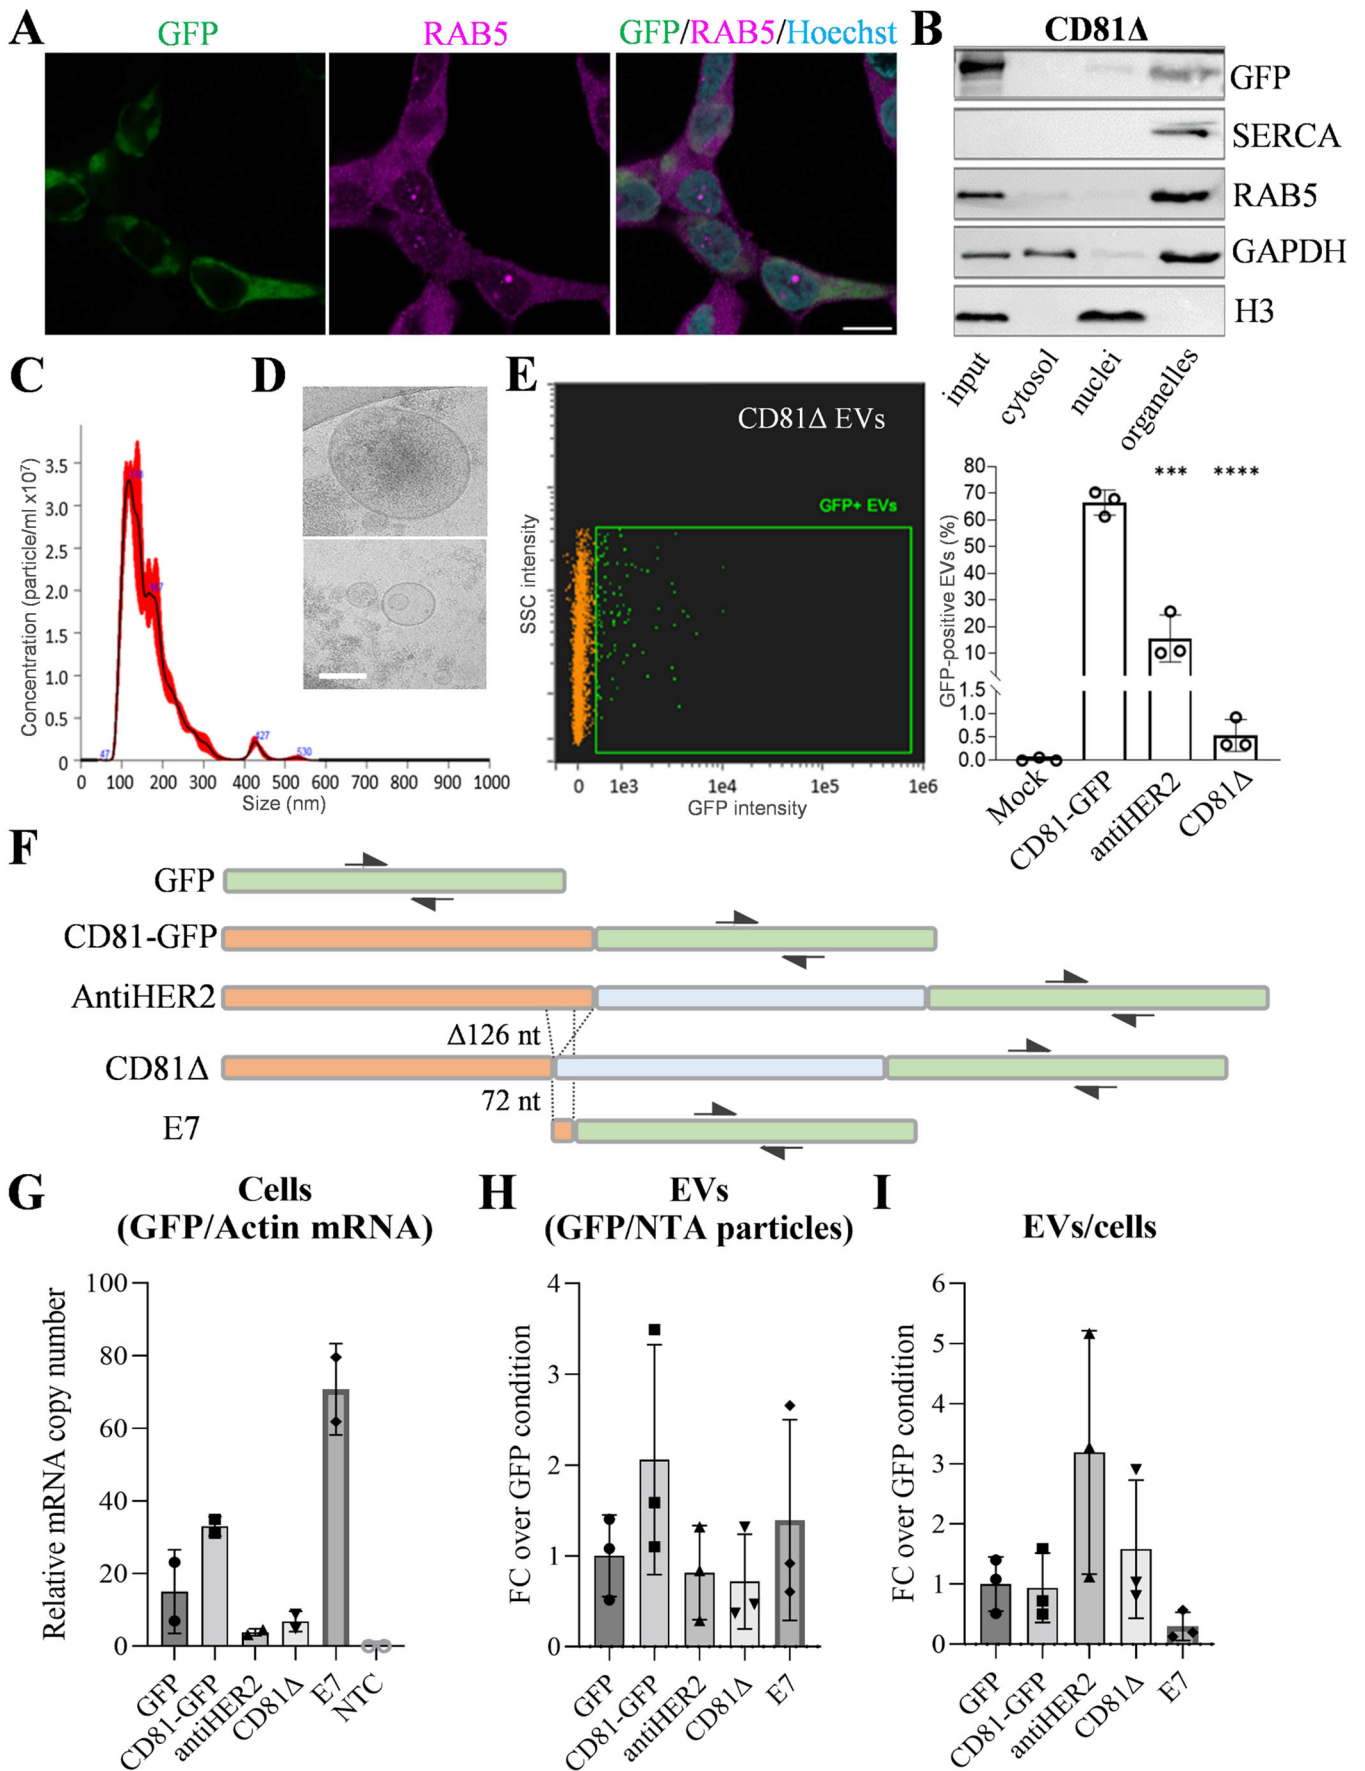 A
GFP
RAB5
GFP/RAB5/Hoechst
B
CD81Δ
GFP
SERCA
RAB5
GAPDH
H3
input
cytosol
nuclei
organelles
C
Concentration (particle/ml x10⁷)
3.5
3.0
2.5
2.0
1.5
1.0
0.5
0
47
167
427
530
0 100 200 300 400 500 600 700 800 900 1000
Size (nm)
D
E
CD81Δ EVs
GFP+ EVs
SSC intensity
0 1e3 1e4 1e5 1e6
GFP intensity
GFP-positive EVs (%)
80
70
60
50
40
30
20
10
1.5
1.0
0.5
0.0
*** ****
Mock
CD81-GFP
antiHER2
CD81Δ
F
GFP
CD81-GFP
AntiHER2
Δ126 nt
CD81Δ
72 nt
E7
G
Cells
(GFP/Actin mRNA)
Relative mRNA copy number
100
80
60
40
20
0
GFP
CD81-GFP
antiHER2
CD81Δ
E7
NTC
H
EVs
(GFP/NTA particles)
FC over GFP condition
4
3
2
1
0
GFP
CD81-GFP
antiHER2
CD81Δ
E7
I
EVs/cells
FC over GFP condition
6
5
4
3
2
1
0
GFP
CD81-GFP
antiHER2
CD81Δ
E7